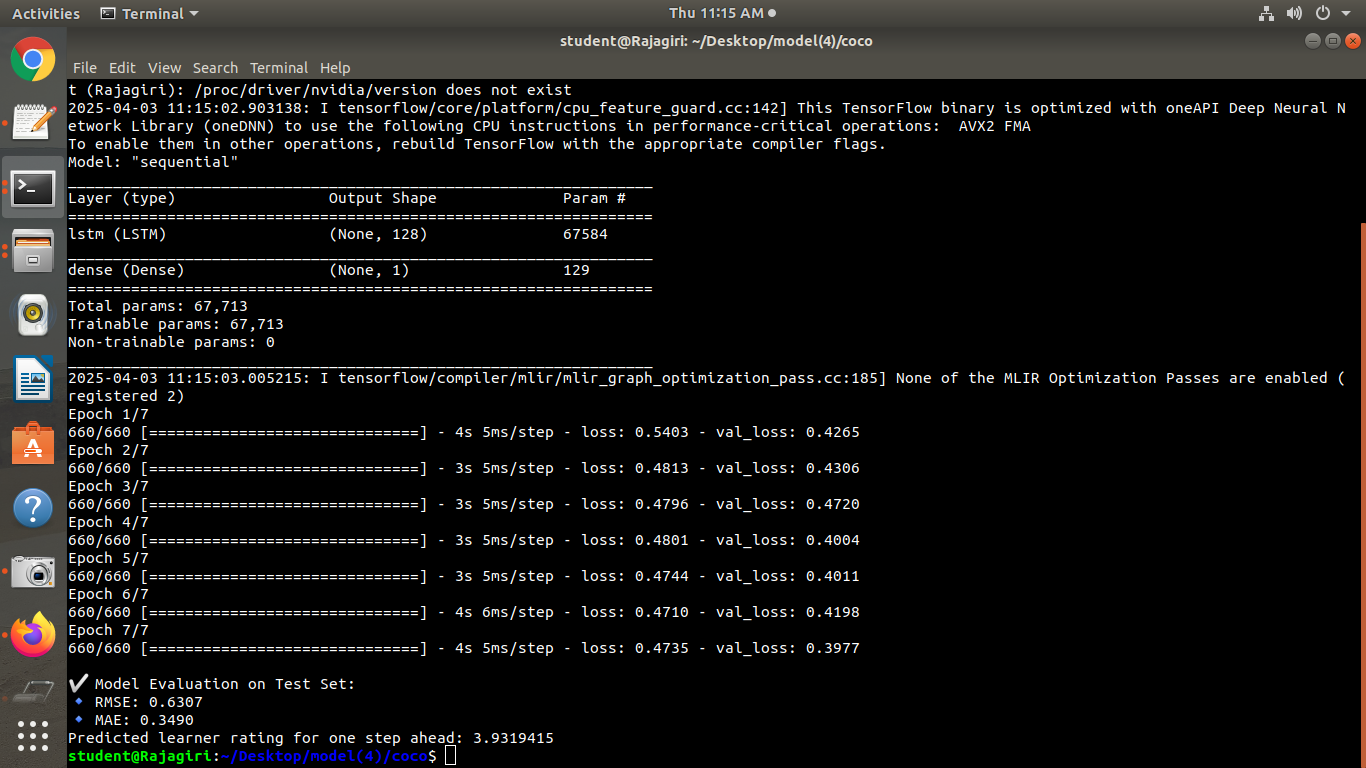 Activities Terminal Thu 11:15 AM
student@Rajagiri: ~/Desktop/model(4)/coco
File Edit View Search Terminal Help
t (Rajagiri): /proc/driver/nvidia/version does not exist
2025-04-03 11:15:02.903138: I tensorflow/core/platform/cpu_feature_guard.cc:142] This TensorFlow binary is optimized with oneAPI Deep Neural N
etwork Library (oneDNN) to use the following CPU instructions in performance-critical operations:  AVX2 FMA
To enable them in other operations, rebuild TensorFlow with the appropriate compiler flags.
Model: "sequential"
_________________________________________________________________
Layer (type)                 Output Shape              Param #
=================================================================
lstm (LSTM)                  (None, 128)               67584
_________________________________________________________________
dense (Dense)                (None, 1)                 129
=================================================================
Total params: 67,713
Trainable params: 67,713
Non-trainable params: 0
_________________________________________________________________
2025-04-03 11:15:03.005215: I tensorflow/compiler/mlir/mlir_graph_optimization_pass.cc:185] None of the MLIR Optimization Passes are enabled (
registered 2)
Epoch 1/7
660/660 [==============================] - 4s 5ms/step - loss: 0.5403 - val_loss: 0.4265
Epoch 2/7
660/660 [==============================] - 3s 5ms/step - loss: 0.4813 - val_loss: 0.4306
Epoch 3/7
660/660 [==============================] - 3s 5ms/step - loss: 0.4796 - val_loss: 0.4720
Epoch 4/7
660/660 [==============================] - 3s 5ms/step - loss: 0.4801 - val_loss: 0.4004
Epoch 5/7
660/660 [==============================] - 3s 5ms/step - loss: 0.4744 - val_loss: 0.4011
Epoch 6/7
660/660 [==============================] - 4s 6ms/step - loss: 0.4710 - val_loss: 0.4198
Epoch 7/7
660/660 [==============================] - 4s 5ms/step - loss: 0.4735 - val_loss: 0.3977
✔ Model Evaluation on Test Set:
🔹 RMSE: 0.6307
🔹 MAE: 0.3490
Predicted learner rating for one step ahead: 3.9319415
student@Rajagiri:~/Desktop/model(4)/coco$